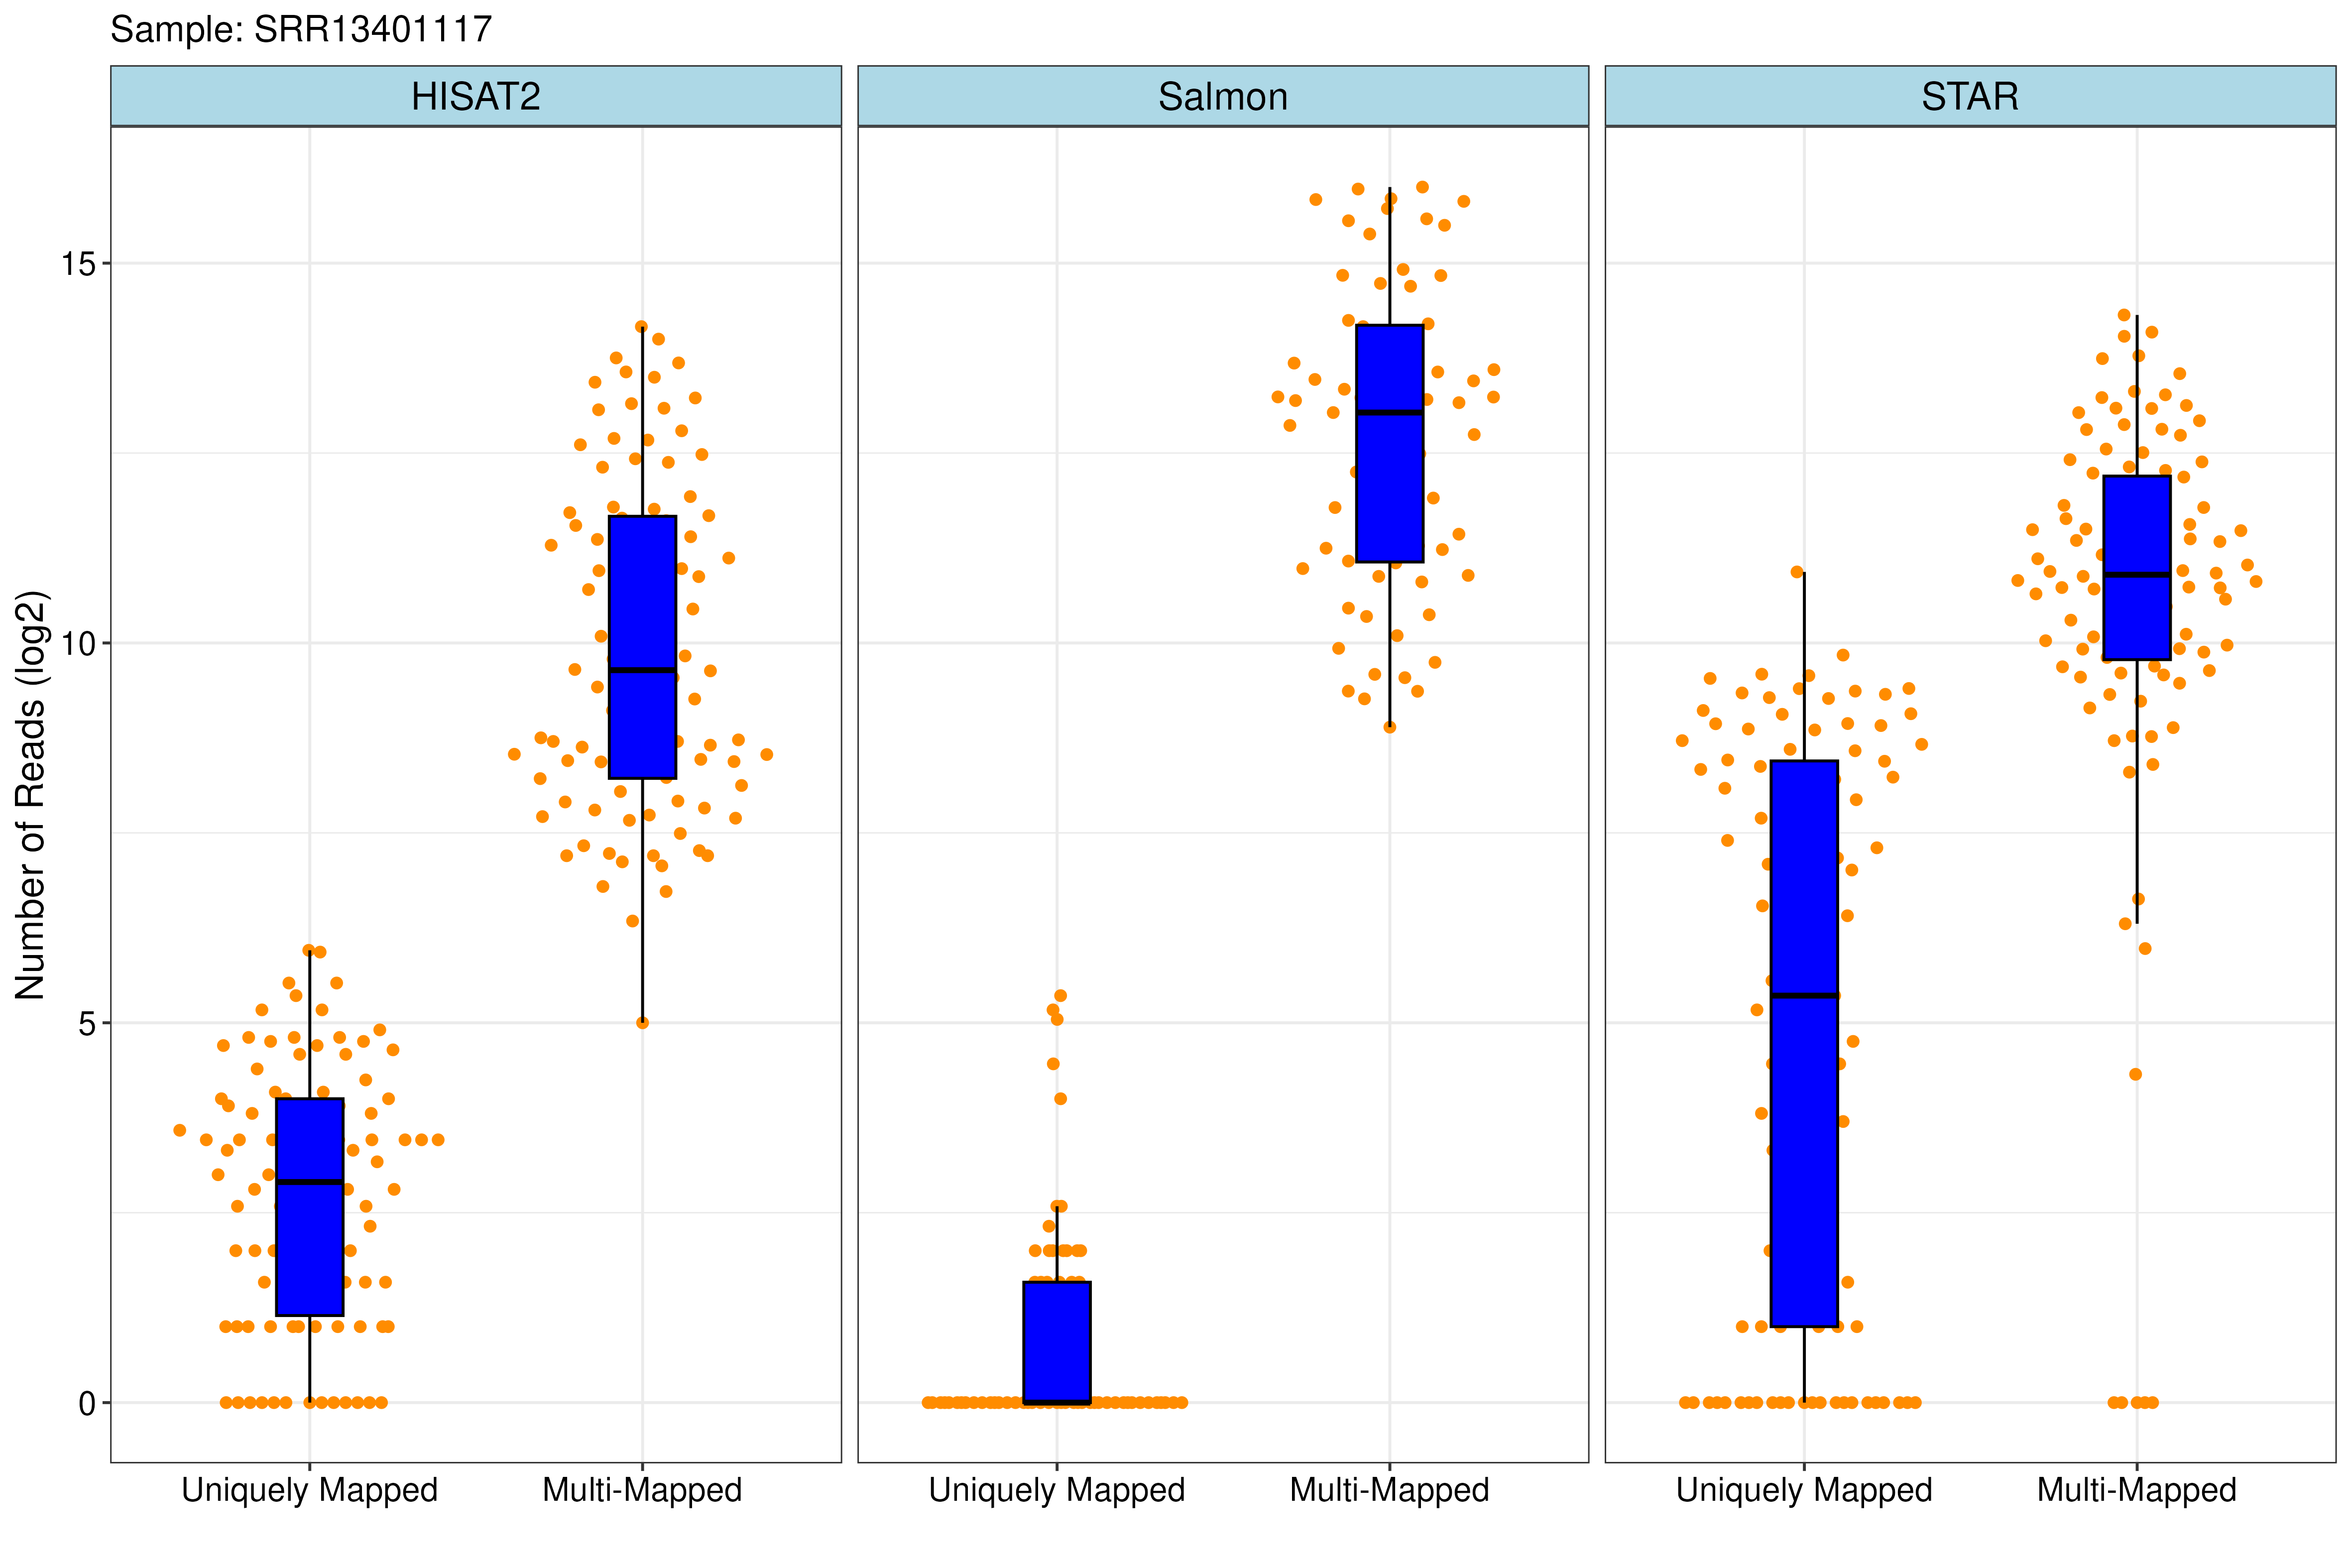 Sample: SRR13401117
HISAT2
Salmon
STAR
Number of Reads (log2)
15
10
5
0
Uniquely Mapped
Multi-Mapped
Uniquely Mapped
Multi-Mapped
Uniquely Mapped
Multi-Mapped